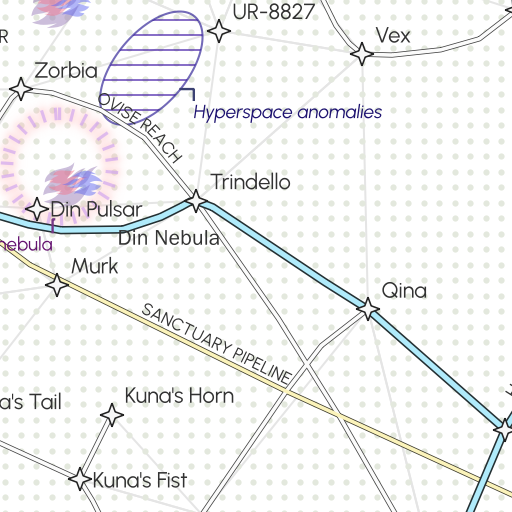 UR-8827
R
Vex
Zorbia
Hyperspace anomalies
OVISE REACH
Trindello
Din Pulsar
Din Nebula
nebula
Murk
Qina
SANCTUARY PIPELINE
a's Tail
Kuna's Horn
Kuna's Fist